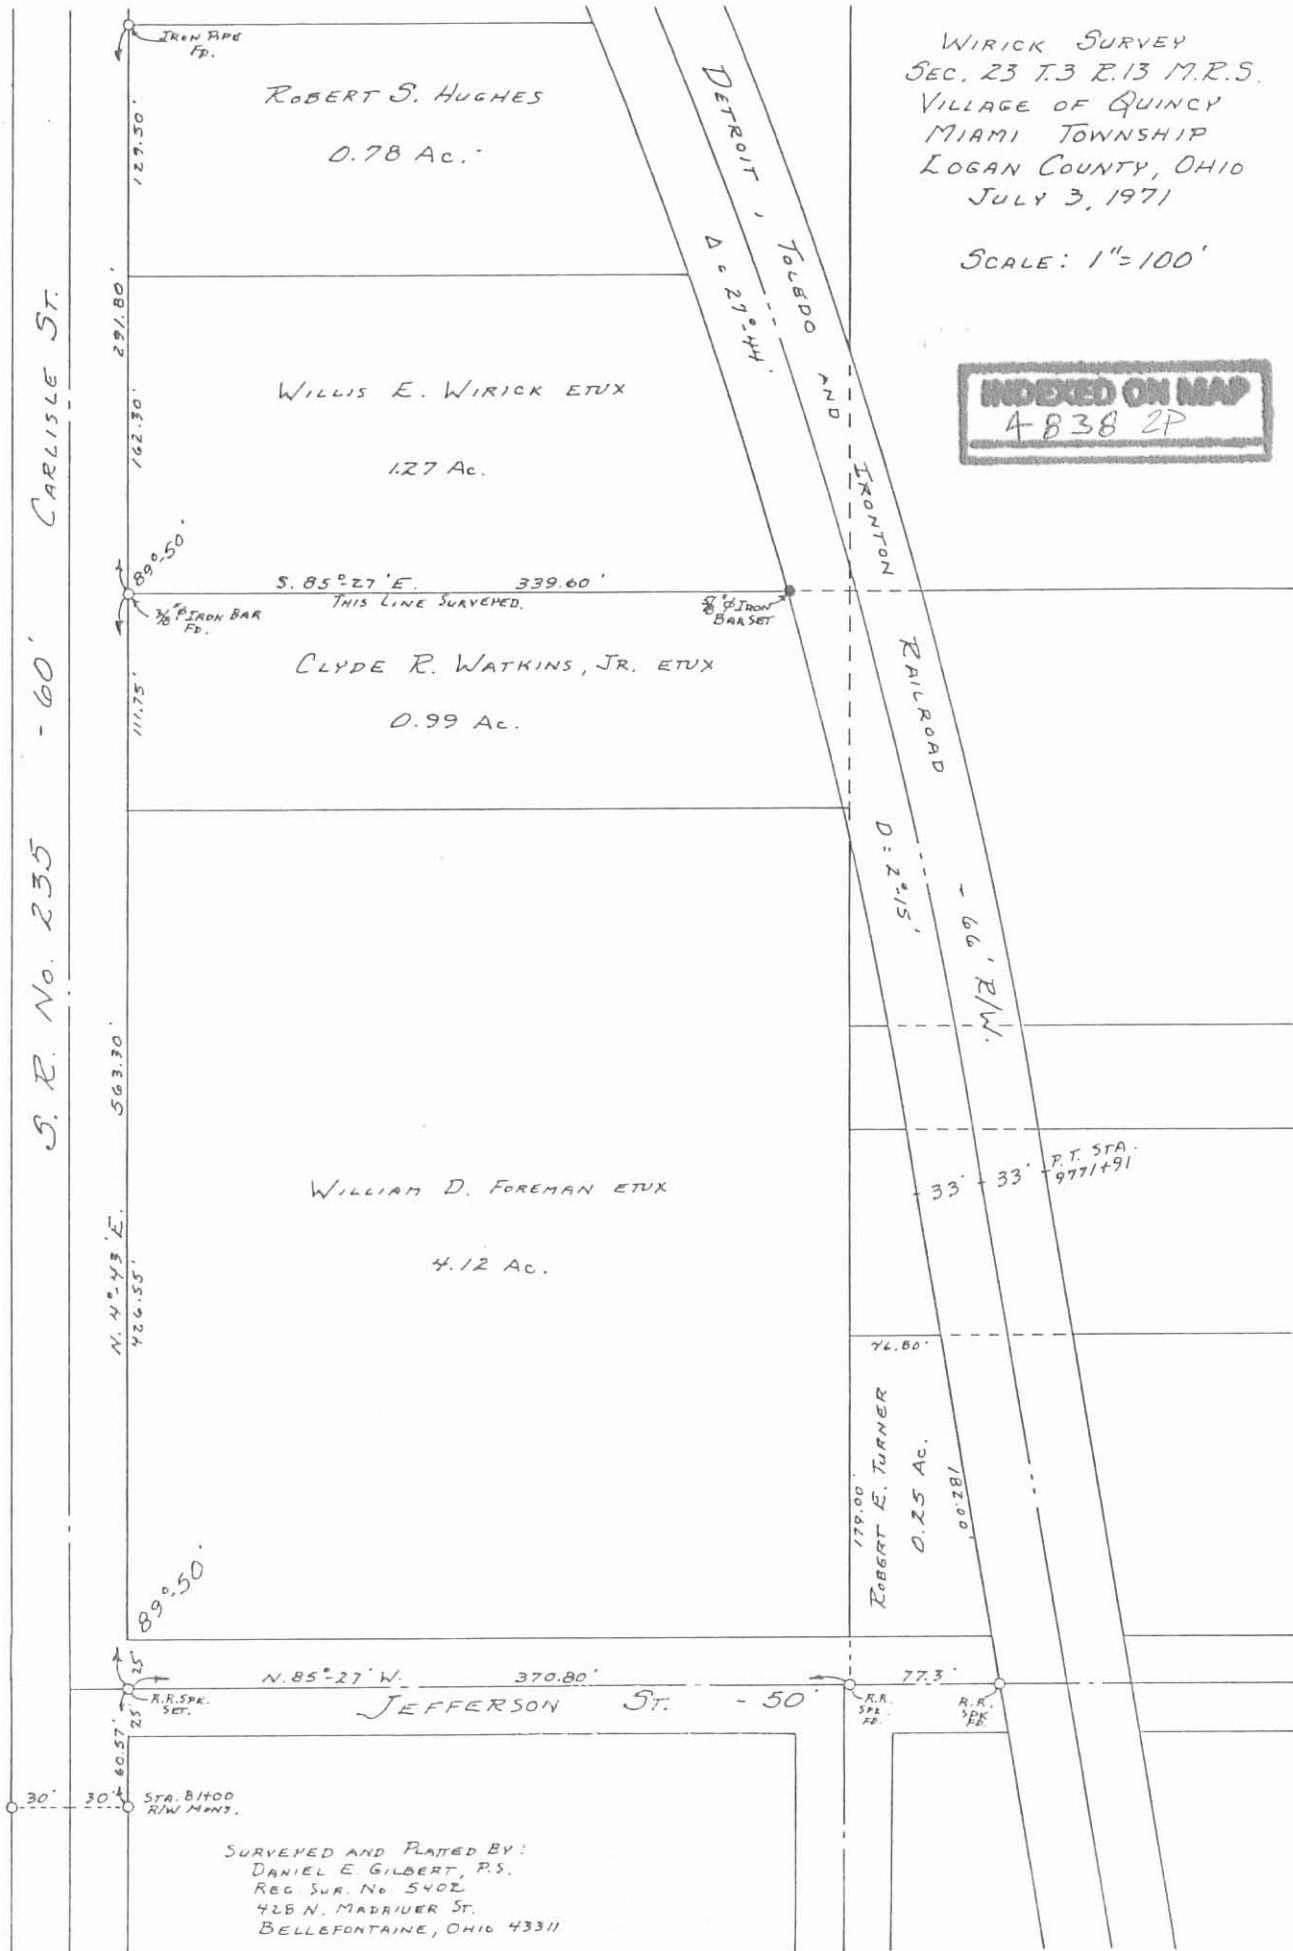 WIRICK SURVEY
SEC. 23 T.3 R.13 M.R.S.
VILLAGE OF QUINCY
MIAMI TOWNSHIP
LOGAN COUNTY, OHIO
JULY 3, 1971
SCALE: 1"=100'
INDEXED ON MAP
4-838 2P
IRON PIPE
FD.
ROBERT S. HUGHES
0.78 Ac.
129.50'
291.80'
162.30'
WILLIS E. WIRICK ETUX
1.27 Ac.
DETROIT, TOLEDO AND IRONTON RAILROAD - 66' R/W.
Δ = 27°-44'
D = 2°-15'
S. R. No. 235 - 60' CARLISLE ST.
89°-50'
S. 85°-27' E. 339.60'
THIS LINE SURVEYED.
3/8"⌀ IRON BAR
FD.
5/8"⌀ IRON
BAR SET
CLYDE R. WATKINS, JR. ETUX
0.99 Ac.
111.75'
563.30'
N. 4°-43' E.
426.55'
WILLIAM D. FOREMAN ETUX
4.12 Ac.
33' 33'
P.T. STA.
9771+91
46.80'
179.00'
ROBERT E. TURNER
0.25 Ac.
182.00'
89°-50'
25'
N. 85°-27' W. 370.80'
77.3'
R.R. SPK.
SET.
25'
JEFFERSON ST. - 50'
R.R.
SPK.
FD.
R.R.
SPK
FD.
60.57'
30' 30'
STA. 81+00
R/W MONS.
SURVEYED AND PLATTED BY:
DANIEL E. GILBERT, P.S.
REG. SUR. No. 5402
428 N. MADRIVER ST.
BELLEFONTAINE, OHIO 43311